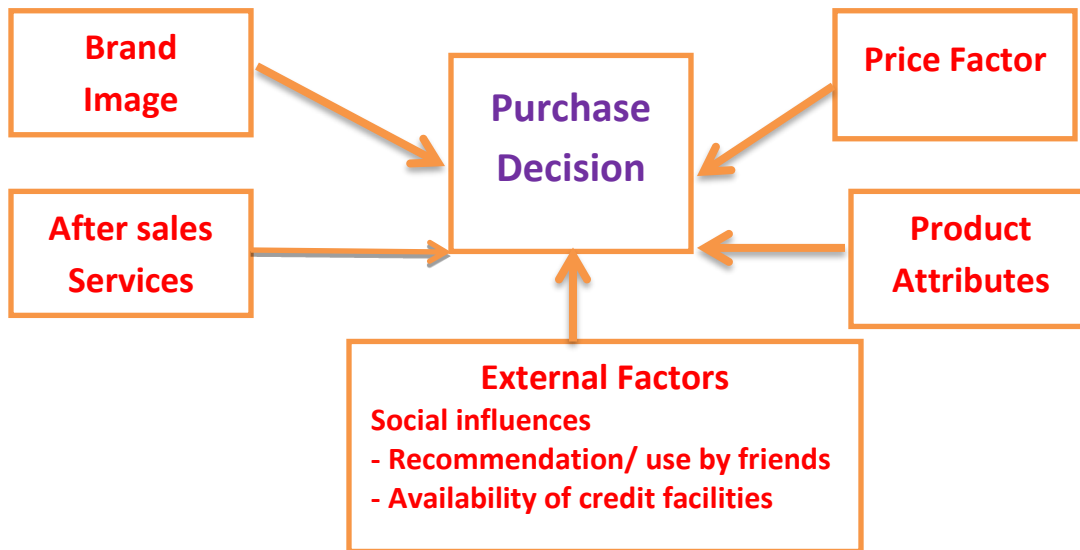 Brand
Image
Purchase
Decision
Price Factor
After sales
Services
Product
Attributes
External Factors
Social influences
- Recommendation/ use by friends
- Availability of credit facilities